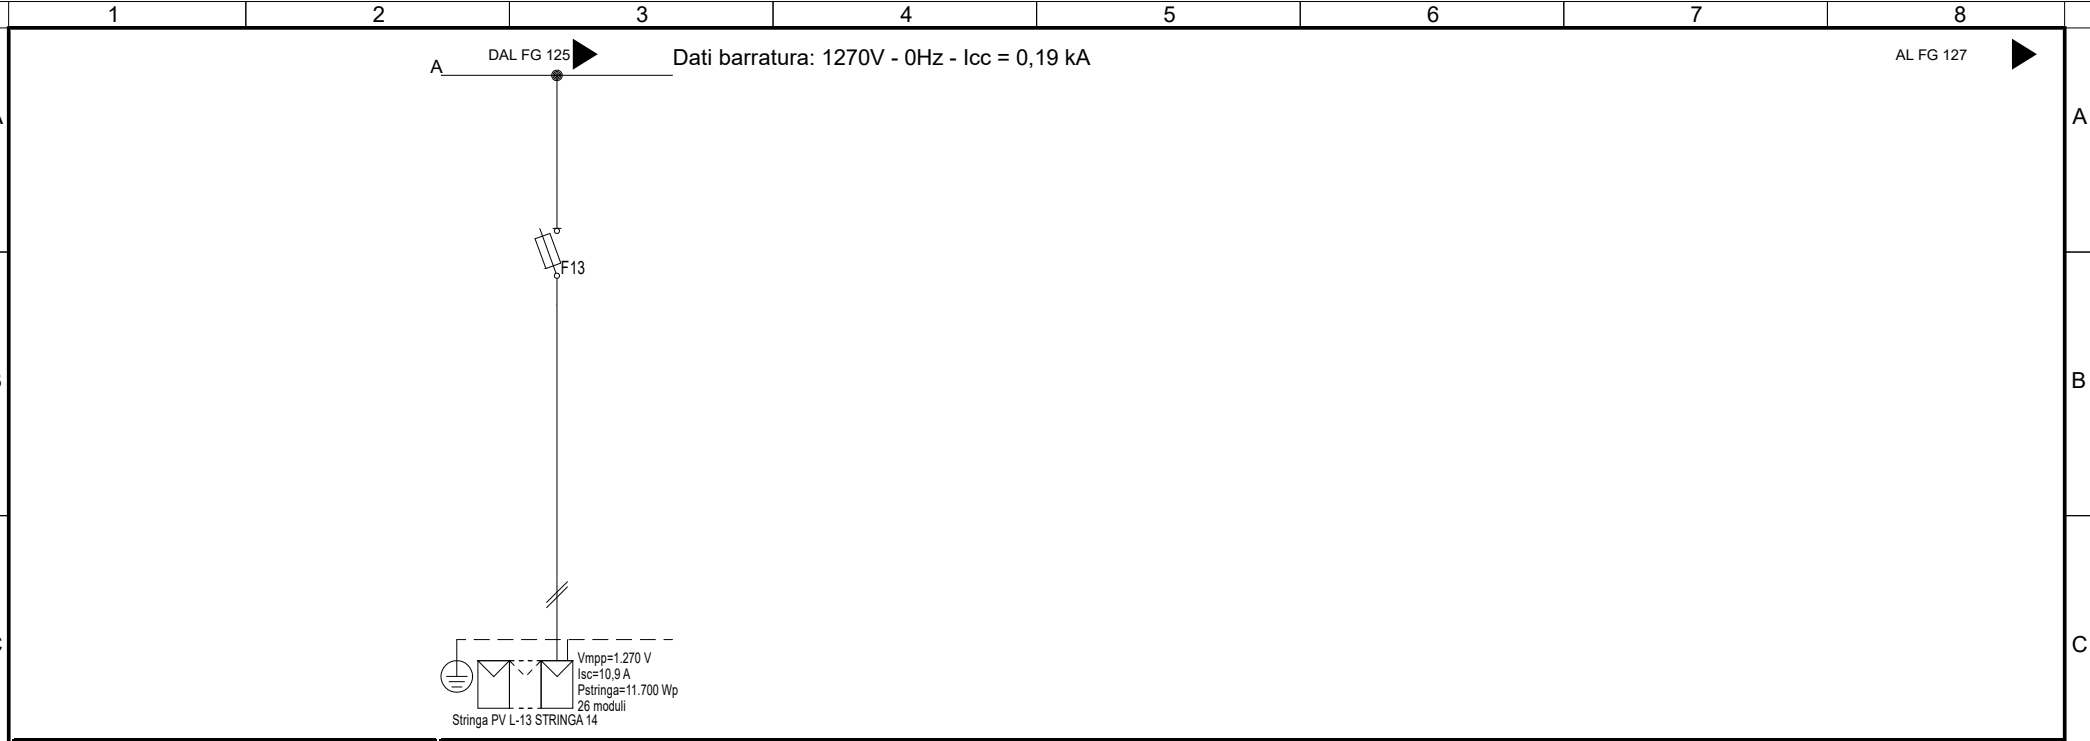 1 2 3 4 5 6 7 8
DAL FG 125
Dati barratura: 1270V - 0Hz - Icc = 0,19 kA
AL FG 127
A
A
F13
B
C
Vmpp=1.270 V
Isc=10,9 A
Pstringa=11.700 Wp
26 moduli
Stringa PV L-13 STRINGA 14